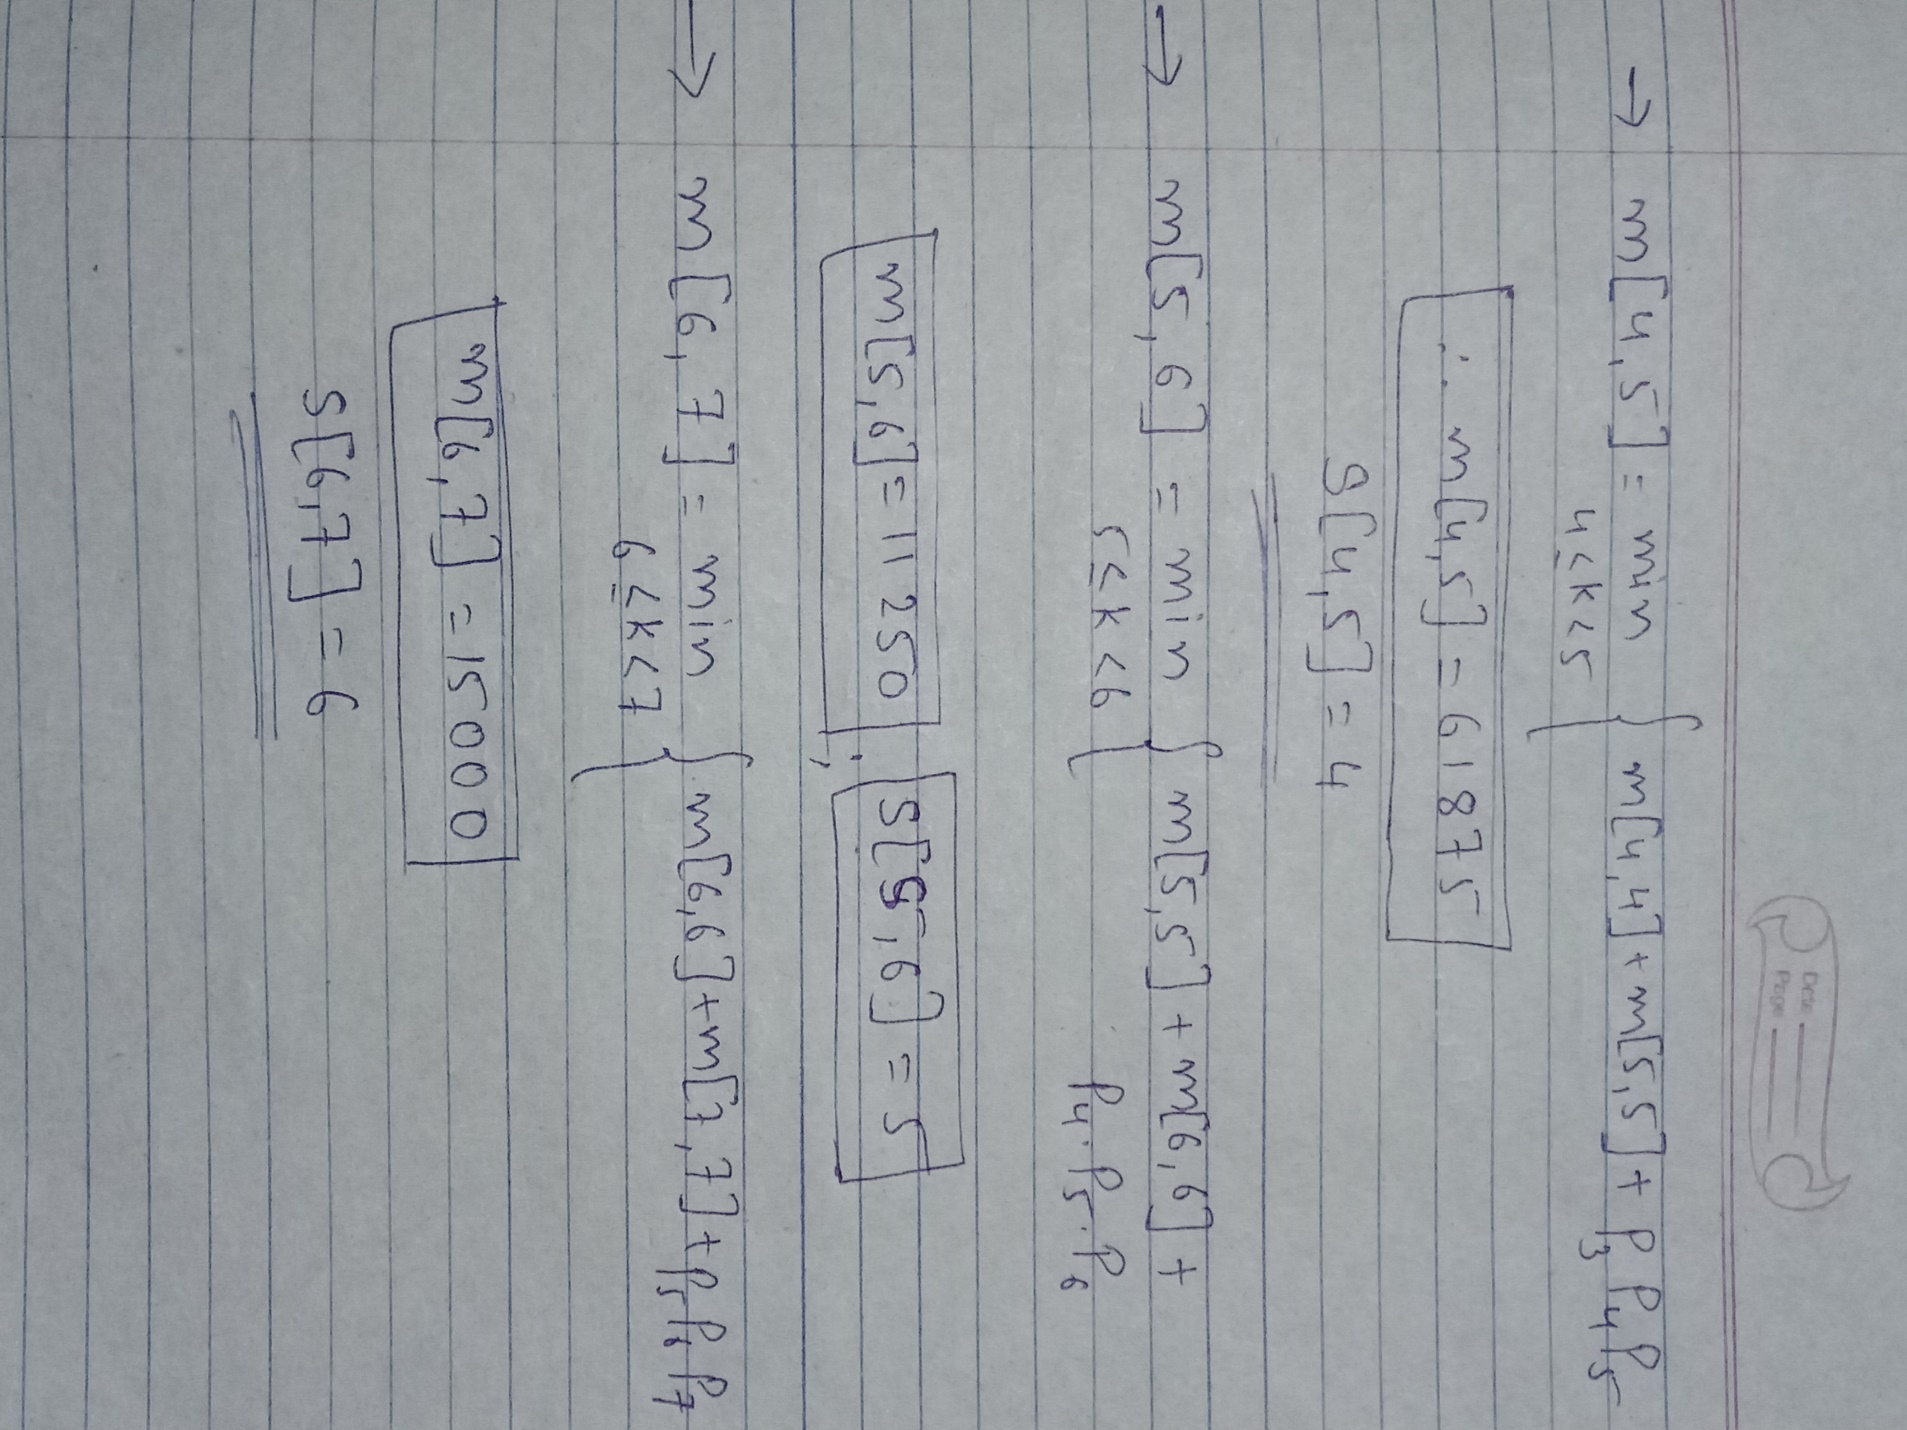 Date
Page
→ m[4,5] = min { m[4,4] + m[5,5] + P3 P4 P5
4≤k<5 }
∴ m[4,5] = 61875
S[4,5] = 4
→ m[5,6] = min { m[5,5] + m[6,6] +
5≤k<6 } P4.P5.P6
m[5,6] = 11250 ; S[5,6] = 5
→ m[6,7] = min { m[6,6] + m[7,7] + P5 P6 P7
6≤k<7 }
m[6,7] = 15000
S[6,7] = 6